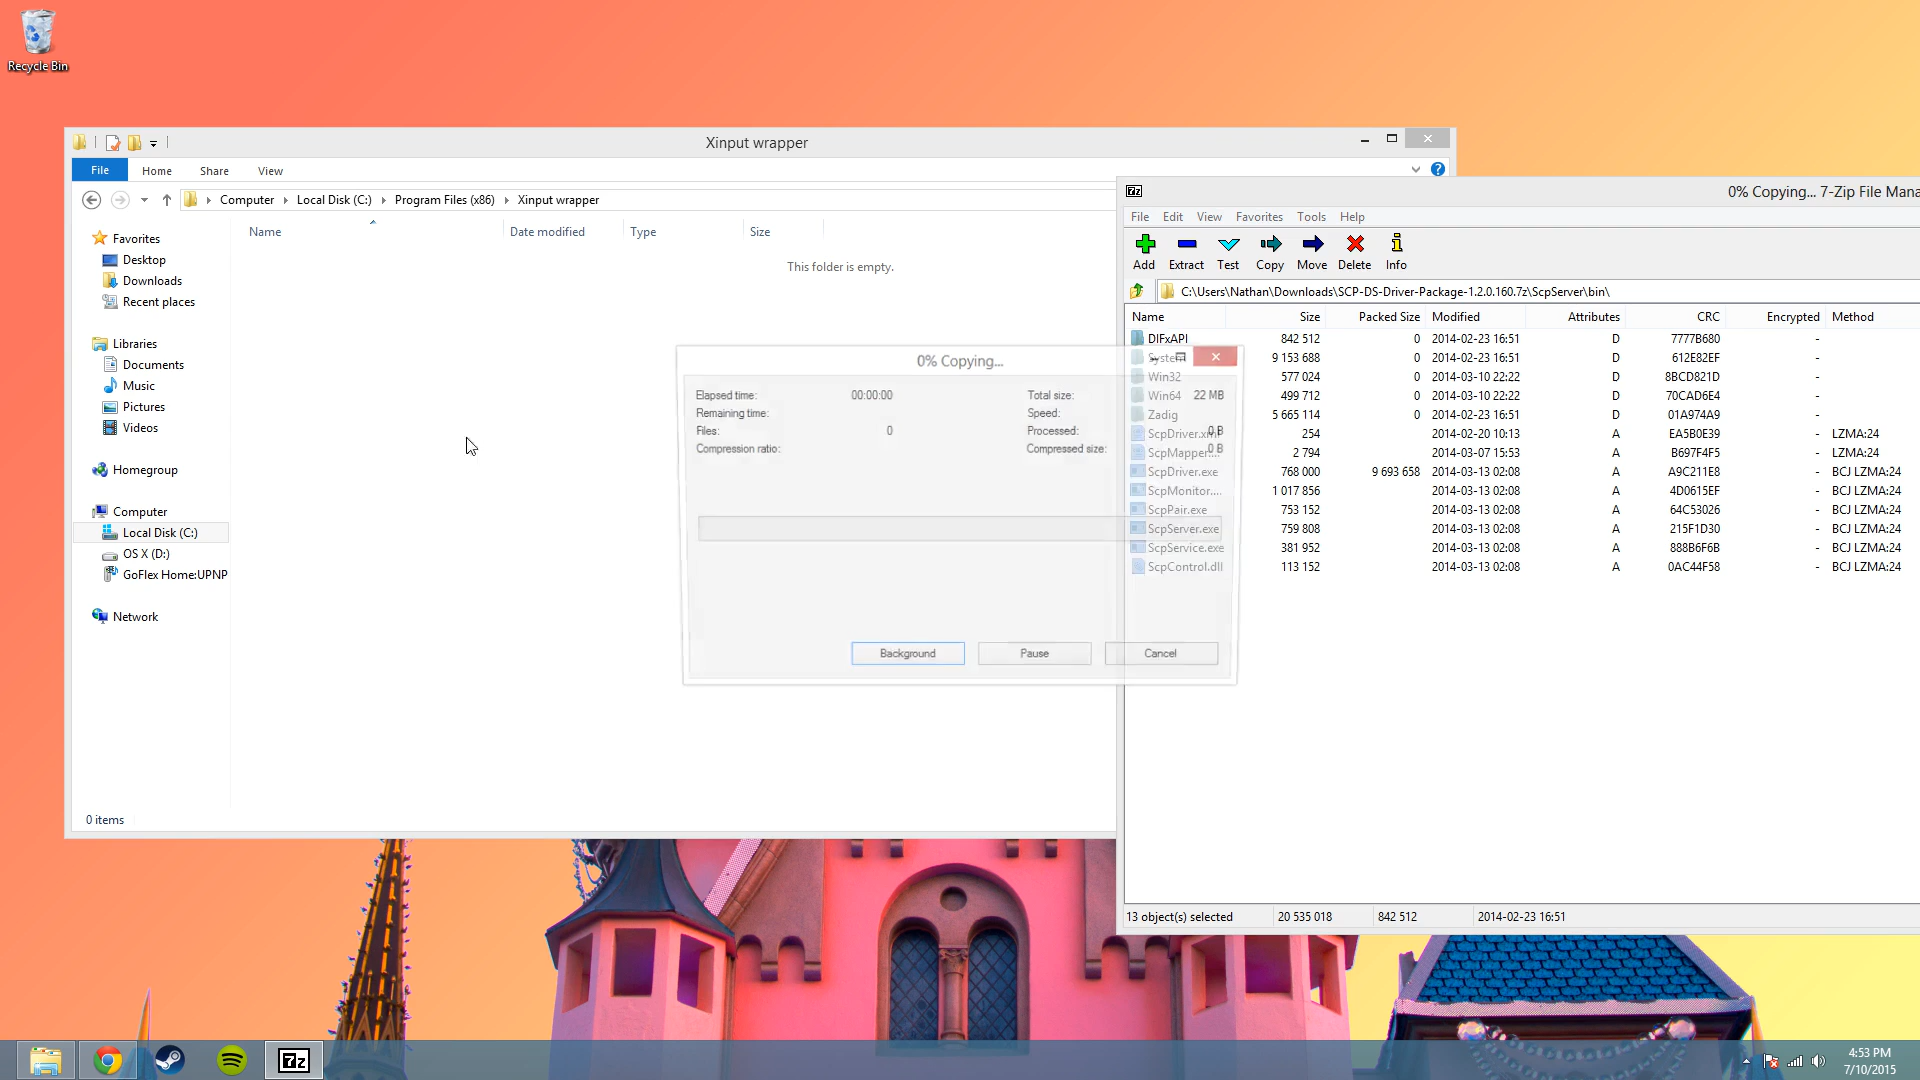 Recycle Bin
Xinput wrapper
File Home Share View
Computer Local Disk (C:) Program Files (x86) Xinput wrapper
Name Date modified Type Size
This folder is empty.
Favorites
Desktop
Downloads
Recent places
Libraries
Documents
Music
Pictures
Videos
Homegroup
Computer
Local Disk (C:)
OS X (D:)
GoFlex Home:UPNP
Network
0 items
0% Copying...
Elapsed time: 00:00:00 Total size: 22 MB
Remaining time: Speed:
Files: 0 Processed: 0 B
Compression ratio: Compressed size: 0 B
Background Pause Cancel
7z 0% Copying... 7-Zip File Mana
File Edit View Favorites Tools Help
Add Extract Test Copy Move Delete Info
C:\Users\Nathan\Downloads\SCP-DS-Driver-Package-1.2.0.160.7z\ScpServer\bin\
Name Size Packed Size Modified Attributes CRC Encrypted Method
DIFxAPI 842 512 0 2014-02-23 16:51 D 7777B680 -
System 9 153 688 0 2014-02-23 16:51 D 612E82EF -
Win32 577 024 0 2014-03-10 22:22 D 8BCD821D -
Win64 499 712 0 2014-03-10 22:22 D 70CAD6E4 -
Zadig 5 665 114 0 2014-02-23 16:51 D 01A974A9 -
ScpDriver.xml 254 2014-02-20 10:13 A EA5B0E39 - LZMA:24
ScpMapper.... 2 794 2014-03-07 15:53 A B697F4F5 - LZMA:24
ScpDriver.exe 768 000 9 693 658 2014-03-13 02:08 A A9C211E8 - BCJ LZMA:24
ScpMonitor.... 1 017 856 2014-03-13 02:08 A 4D0615EF - BCJ LZMA:24
ScpPair.exe 753 152 2014-03-13 02:08 A 64C53026 - BCJ LZMA:24
ScpServer.exe 759 808 2014-03-13 02:08 A 215F1D30 - BCJ LZMA:24
ScpService.exe 381 952 2014-03-13 02:08 A 888B6F6B - BCJ LZMA:24
ScpControl.dll 113 152 2014-03-13 02:08 A 0AC44F58 - BCJ LZMA:24
13 object(s) selected 20 535 018 842 512 2014-02-23 16:51
7z
4:53 PM
7/10/2015